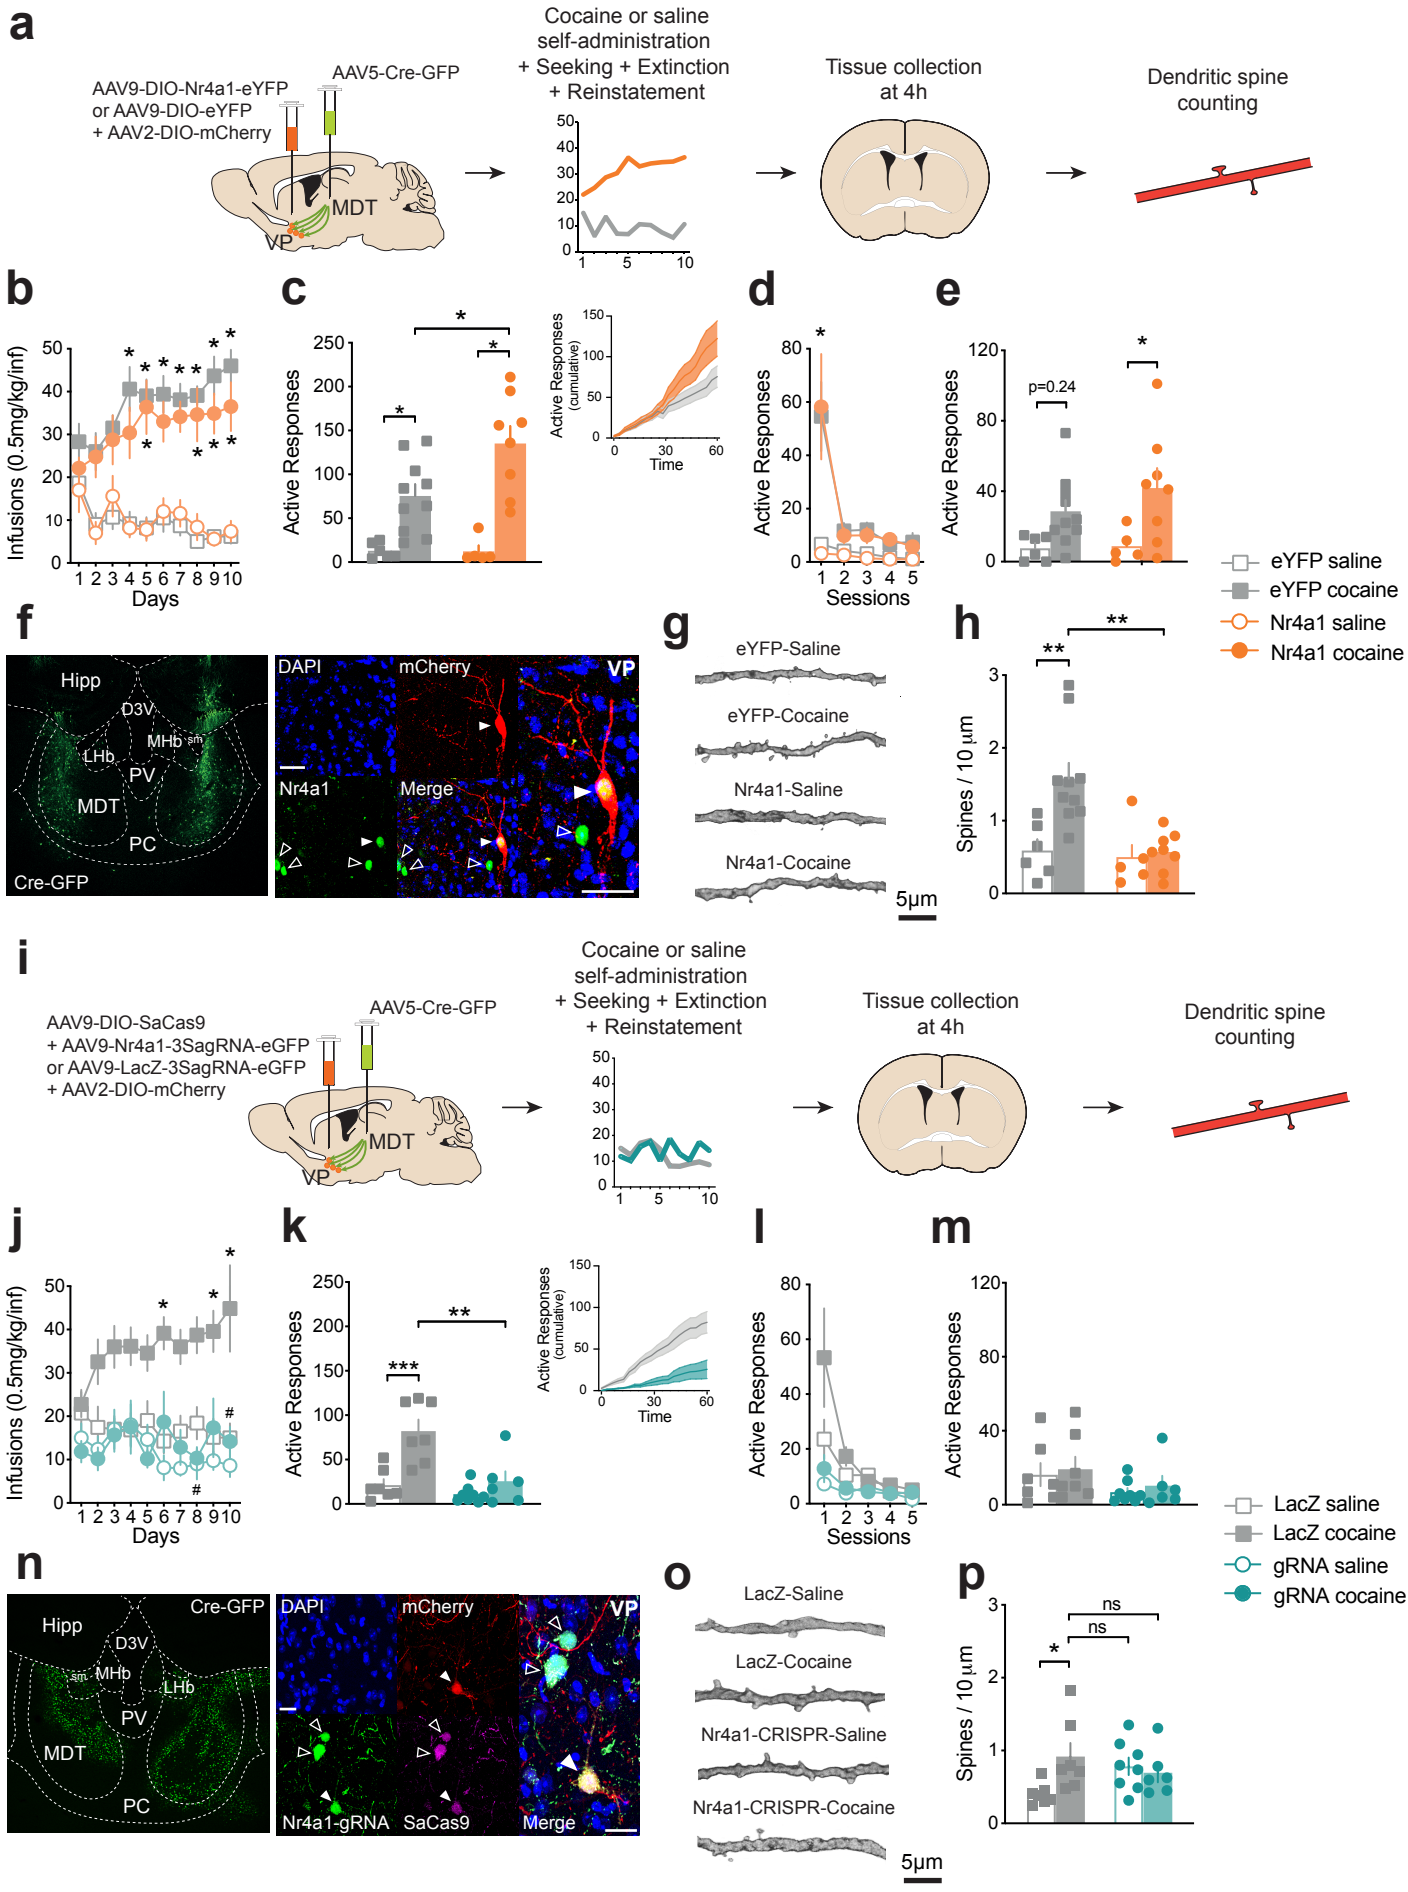 a
AAV9-DIO-Nr4a1-eYFP
or AAV9-DIO-eYFP
+ AAV2-DIO-mCherry
AAV5-Cre-GFP
MDT
VP
Cocaine or saline
self-administration
+ Seeking + Extinction
+ Reinstatement
50
40
30
20
10
0
1 5 10
Tissue collection
at 4h
Dendritic spine
counting
b
Infusions (0.5mg/kg/inf)
50
40
30
20
10
0
* * * * * * *
* * * *
1 2 3 4 5 6 7 8 9 10
Days
c
Active Responses
250
200
150
100
50
0
*
*
*
Active Responses
(cumulative)
150
100
50
0
0 30 60
Time
d
Active Responses
80
60
40
20
0
*
1 2 3 4 5
Sessions
e
Active Responses
120
80
40
0
p=0.24
*
eYFP saline
eYFP cocaine
Nr4a1 saline
Nr4a1 cocaine
f
Hipp
D3V
MHb
sm
LHb
PV
MDT
PC
Cre-GFP
DAPI
mCherry
VP
Nr4a1
Merge
g
eYFP-Saline
eYFP-Cocaine
Nr4a1-Saline
Nr4a1-Cocaine
5μm
h
Spines / 10 μm
3
2
1
0
**
**
i
AAV9-DIO-SaCas9
+ AAV9-Nr4a1-3SagRNA-eGFP
or AAV9-LacZ-3SagRNA-eGFP
+ AAV2-DIO-mCherry
AAV5-Cre-GFP
MDT
VP
Cocaine or saline
self-administration
+ Seeking + Extinction
+ Reinstatement
50
40
30
20
10
0
1 5 10
Tissue collection
at 4h
Dendritic spine
counting
j
Infusions (0.5mg/kg/inf)
50
40
30
20
10
0
* * *
#
#
1 2 3 4 5 6 7 8 9 10
Days
k
Active Responses
250
200
150
100
50
0
***
**
Active Responses
(cumulative)
150
100
50
0
0 30 60
Time
l
Active Responses
80
60
40
20
0
1 2 3 4 5
Sessions
m
Active Responses
120
80
40
0
LacZ saline
LacZ cocaine
gRNA saline
gRNA cocaine
n
Cre-GFP
Hipp
D3V
sm
MHb
LHb
PV
MDT
PC
DAPI
mCherry
VP
Nr4a1-gRNA
SaCas9
Merge
o
LacZ-Saline
LacZ-Cocaine
Nr4a1-CRISPR-Saline
Nr4a1-CRISPR-Cocaine
5μm
p
Spines / 10 μm
3
2
1
0
*
ns
ns